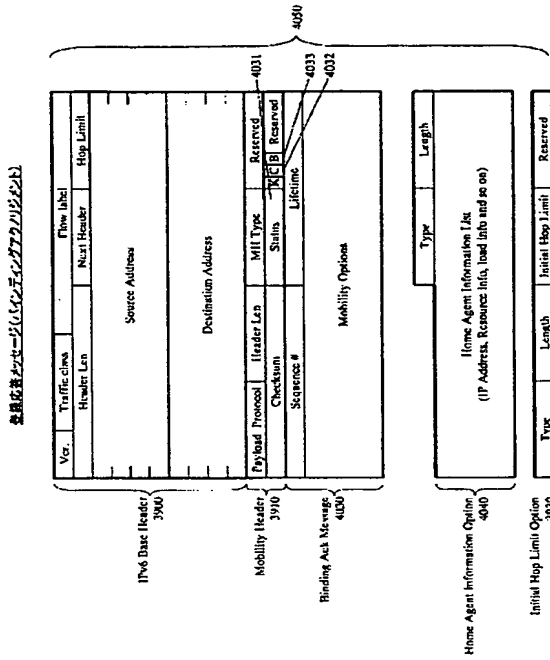 登録応答メッセージ(バインディングアクノリジメント)
Ver. Traffic class Flow label
Header Len Next Header Hop Limit
Source Address
Destination Address
IPv6 Base Header
3900
Payload Protocol Header Len MH Type Reserved
Checksum Status K C B Reserved
Mobility Header
3910
Sequence # Lifetime
Mobility Options
Binding Ack Message
4030
4031
4033
4032
4050
Type Length
Home Agent Information List
(IP Address, Resource Info, load info and so on)
Home Agent Information Option
4040
Type Length Initial Hop Limit Reserved
Initial Hop Limit Option